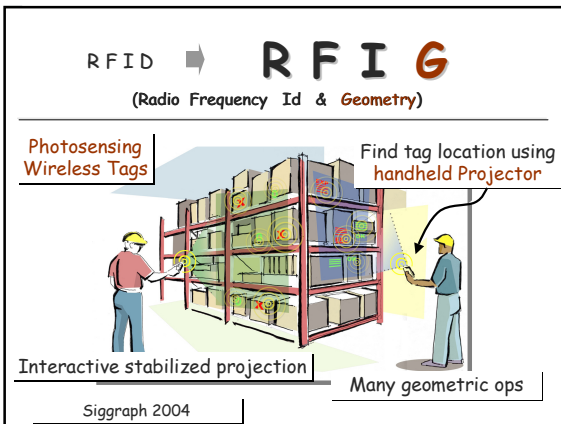 RFID RFIG
(Radio Frequency Id & Geometry)
Photosensing
Wireless Tags
Find tag location using
handheld Projector
Interactive stabilized projection
Many geometric ops
Siggraph 2004